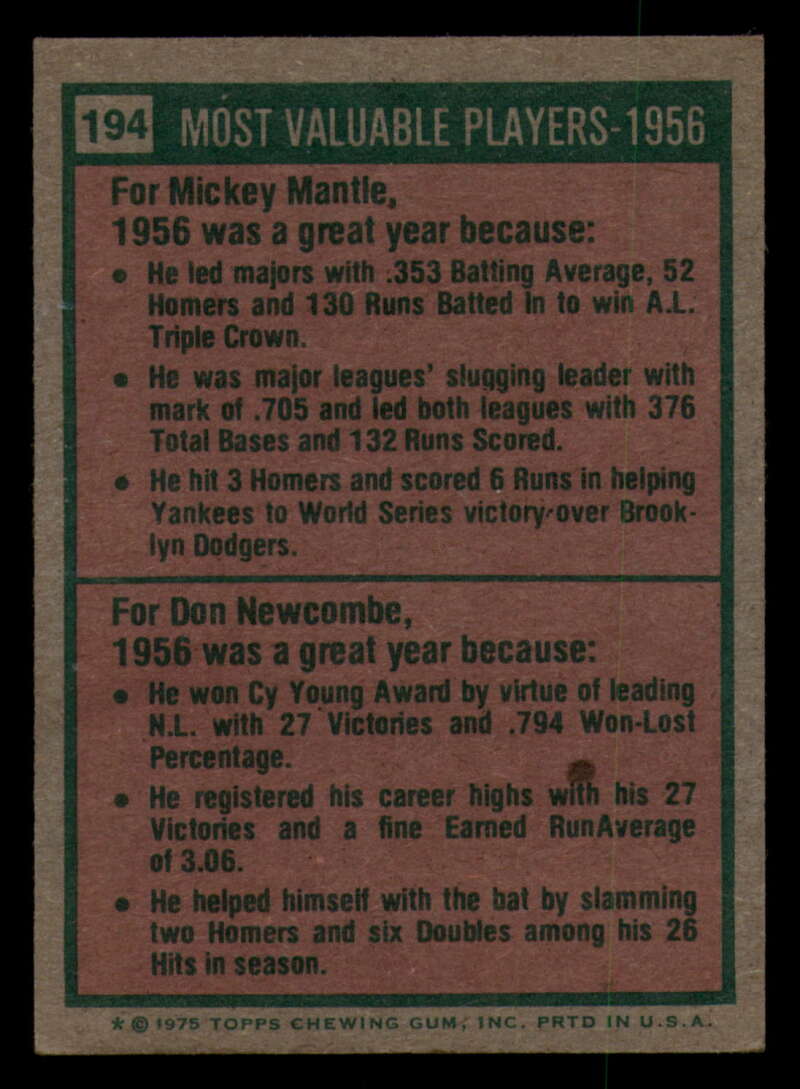 194 MOST VALUABLE PLAYERS-1956
For Mickey Mantle,
1956 was a great year because:
• He led majors with .353 Batting Average, 52
Homers and 130 Runs Batted In to win A.L.
Triple Crown.
• He was major leagues' slugging leader with
mark of .705 and led both leagues with 376
Total Bases and 132 Runs Scored.
• He hit 3 Homers and scored 6 Runs in helping
Yankees to World Series victory over Brook-
lyn Dodgers.
For Don Newcombe,
1956 was a great year because:
• He won Cy Young Award by virtue of leading
N.L. with 27 Victories and .794 Won-Lost
Percentage.
• He registered his career highs with his 27
Victories and a fine Earned RunAverage
of 3.06.
• He helped himself with the bat by slamming
two Homers and six Doubles among his 26
Hits in season.
* © 1975 TOPPS CHEWING GUM, INC. PRTD IN U.S.A.